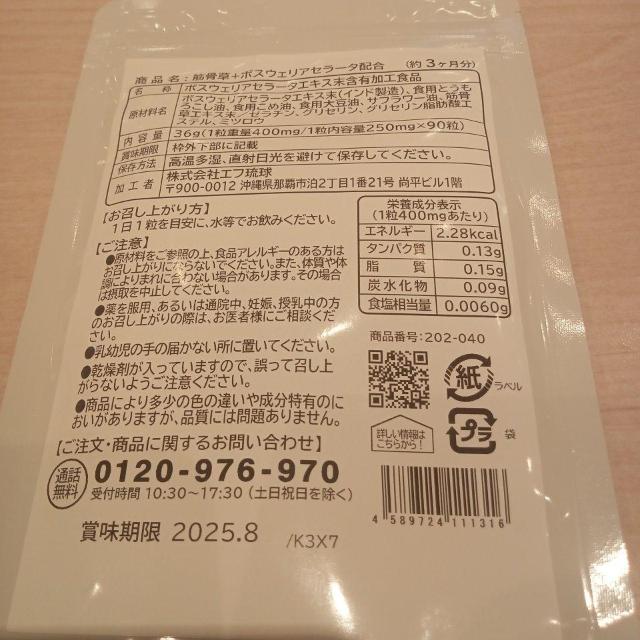 商品名:筋骨草+ボスウェリアセラータ配合 (約3ヶ月分)
名称 ボスウェリアセラータエキス末含有加工食品
原材料名 ボスウェリアセラータエキス末(インド製造)、食用とうも
ろこし油、食用こめ油、食用大豆油、サフラワー油、筋骨
草エキス末/ゼラチン、グリセリン、グリセリン脂肪酸エ
ステル、ミツロウ
内容量 36g(1粒重量400mg/1粒内容量250mg×90粒)
賞味期限 枠外下部に記載
保存方法 高温多湿、直射日光を避けて保存してください。
加工者 株式会社エフ琉球
〒900-0012 沖縄県那覇市泊2丁目1番21号 尚平ビル1階
【お召し上がり方】
1日1粒を目安に、水等でお飲みください。
【ご注意】
●原材料をご参照の上、食品アレルギーのある方は
お召し上がりにならないでください。また、体質や体
調によりまれに合わない場合があります。その場合
は摂取を中止してください。
●薬を服用、あるいは通院中、妊娠、授乳中の方
のお召し上がりの際は、お医者様にご相談くださ
い。
●乳幼児の手の届かない所に置いてください。
●乾燥剤が入っていますので、誤って召し上
がらないようご注意ください。
●商品により多少の色の違いや成分特有のに
おいがありますが、品質には問題ありません。
栄養成分表示
(1粒400mgあたり)
エネルギー 2.28kcal
タンパク質 0.13g
脂質 0.15g
炭水化物 0.09g
食塩相当量 0.0060g
商品番号:202-040
紙 ラベル
プラ 袋
詳しい情報は
こちらから!
【ご注文・商品に関するお問い合わせ】
通話
無料 0120-976-970
受付時間 10:30~17:30 (土日祝日を除く)
4 589724 111316
賞味期限 2025.8 /K3X7